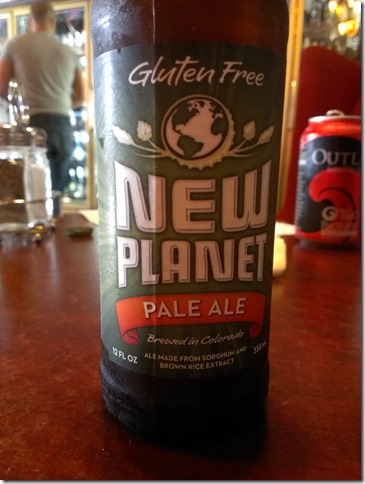 Gluten Free
NEW
PLANET
PALE ALE
Brewed in Colorado
12 FL OZ
ALE MADE FROM SORGHUM AND
BROWN RICE EXTRACT
OUTL